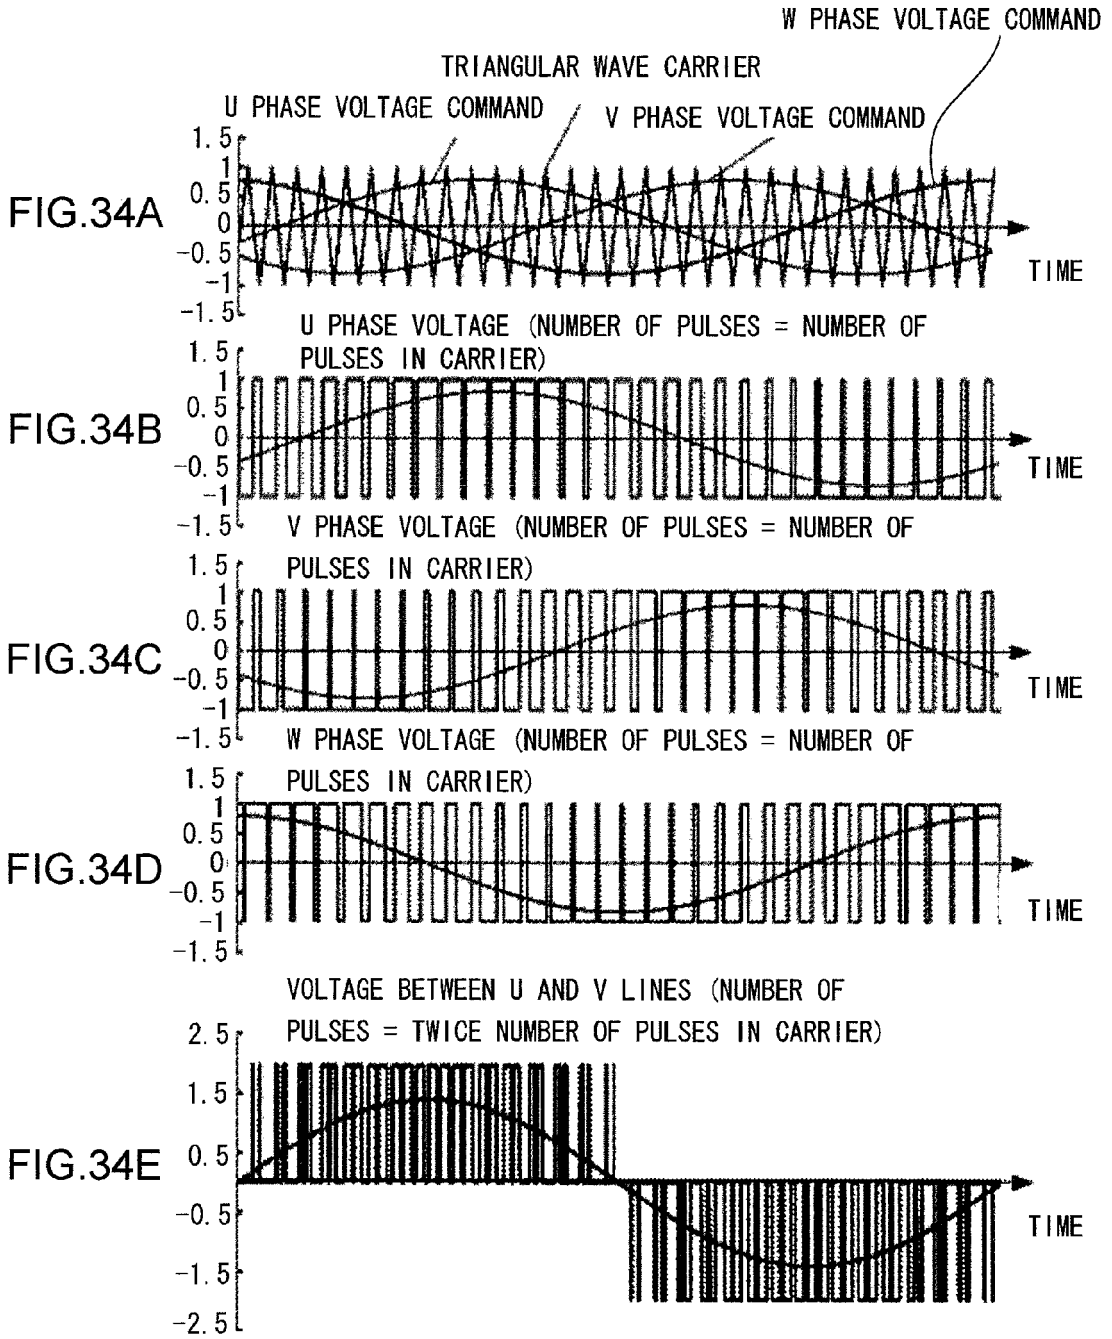 W PHASE VOLTAGE COMMAND
TRIANGULAR WAVE CARRIER
U PHASE VOLTAGE COMMAND
V PHASE VOLTAGE COMMAND
FIG.34A
1.5
1
0.5
0
-0.5
-1
-1.5
TIME
U PHASE VOLTAGE (NUMBER OF PULSES = NUMBER OF
PULSES IN CARRIER)
FIG.34B
1.5
1
0.5
0
-0.5
-1
-1.5
TIME
V PHASE VOLTAGE (NUMBER OF PULSES = NUMBER OF
PULSES IN CARRIER)
FIG.34C
1.5
1
0.5
0
-0.5
-1
-1.5
TIME
W PHASE VOLTAGE (NUMBER OF PULSES = NUMBER OF
PULSES IN CARRIER)
FIG.34D
1.5
1
0.5
0
-0.5
-1
-1.5
TIME
VOLTAGE BETWEEN U AND V LINES (NUMBER OF
PULSES = TWICE NUMBER OF PULSES IN CARRIER)
FIG.34E
2.5
1.5
0.5
-0.5
-1.5
-2.5
TIME